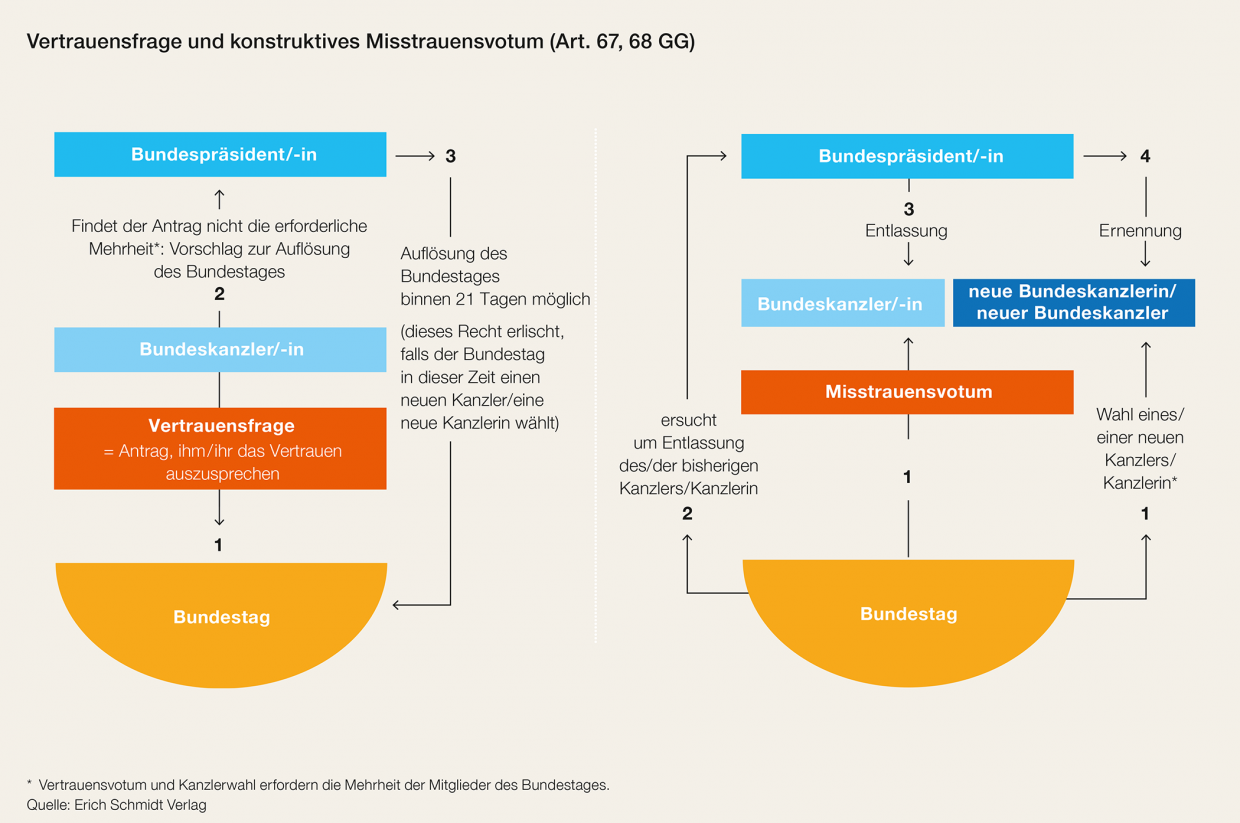 Vertrauensfrage und konstruktives Misstrauensvotum (Art. 67, 68 GG)
Bundespräsident/-in
3
Findet der Antrag nicht die erforderliche
Mehrheit*: Vorschlag zur Auflösung
des Bundestages
2
Bundeskanzler/-in
Vertrauensfrage
= Antrag, ihm/ihr das Vertrauen
auszusprechen
1
Bundestag
Auflösung des
Bundestages
binnen 21 Tagen möglich
(dieses Recht erlischt,
falls der Bundestag
in dieser Zeit einen
neuen Kanzler/eine
neue Kanzlerin wählt)
Bundespräsident/-in
4
3
Entlassung
Ernennung
Bundeskanzler/-in
neue Bundeskanzlerin/
neuer Bundeskanzler
Misstrauensvotum
ersucht
um Entlassung
des/der bisherigen
Kanzlers/Kanzlerin
2
1
Wahl eines/
einer neuen
Kanzlers/
Kanzlerin*
1
Bundestag
* Vertrauensvotum und Kanzlerwahl erfordern die Mehrheit der Mitglieder des Bundestages.
Quelle: Erich Schmidt Verlag